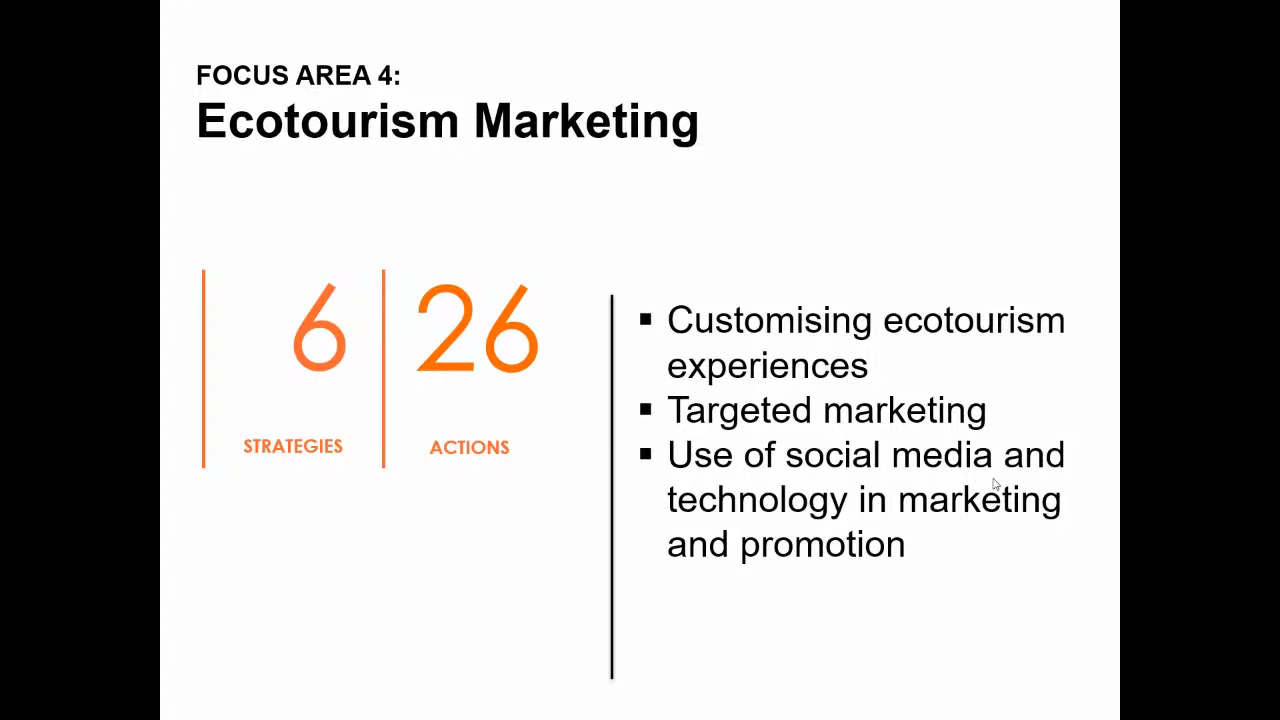 FOCUS AREA 4:
Ecotourism Marketing
6
STRATEGIES
26
ACTIONS
▪ Customising ecotourism
experiences
▪ Targeted marketing
▪ Use of social media and
technology in marketing
and promotion